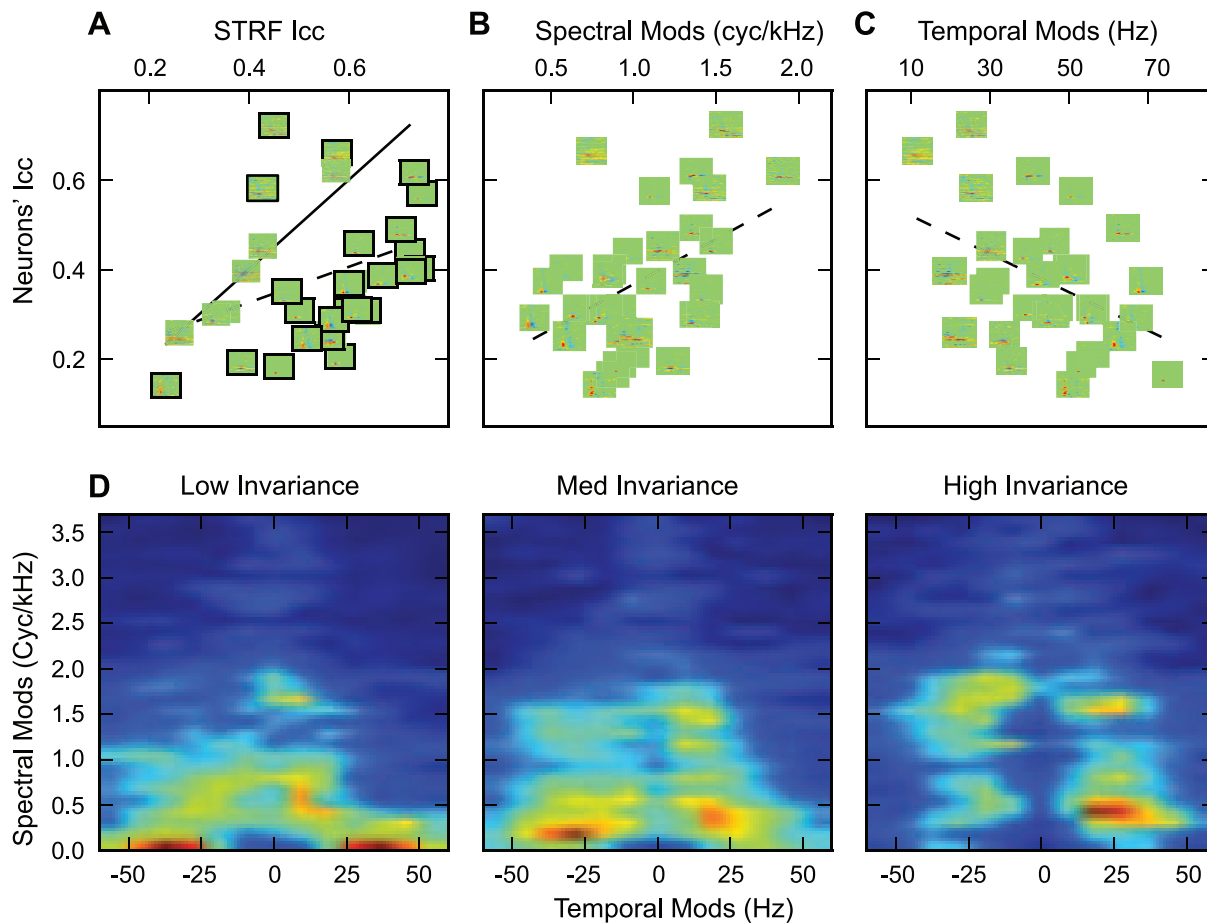 A STRF Icc
B Spectral Mods (cyc/kHz)
C Temporal Mods (Hz)
0.2 0.4 0.6
0.5 1.0 1.5 2.0
10 30 50 70
Neurons' Icc
0.6
0.4
0.2
D Low Invariance
Med Invariance
High Invariance
Spectral Mods (Cyc/kHz)
3.5
3.0
2.5
2.0
1.5
1.0
0.5
0.0
-50 -25 0 25 50
-50 -25 0 25 50
-50 -25 0 25 50
Temporal Mods (Hz)